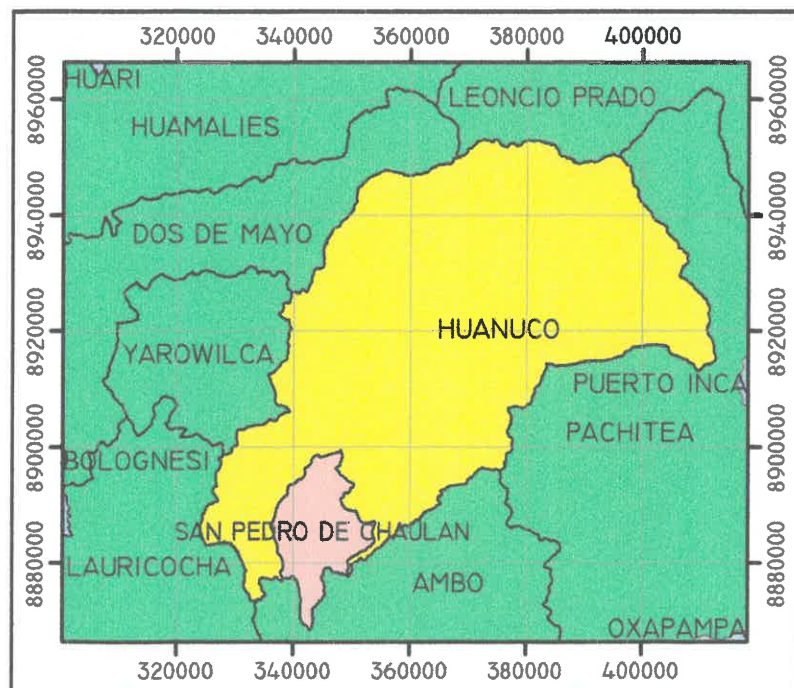 320000 340000 360000 380000 400000
HUARI
LEONCIO PRADO
HUAMALIES
DOS DE MAYO
HUANUCO
YAROWILCA
PUERTO INCA
PACHITEA
BOLOGNESI
SAN PEDRO DE CHAULAN
LAURICOCHA
AMBO
OXAPAMPA
8960000
8940000
8920000
8900000
8880000
8960000
8940000
8920000
8900000
8880000
320000 340000 360000 380000 400000